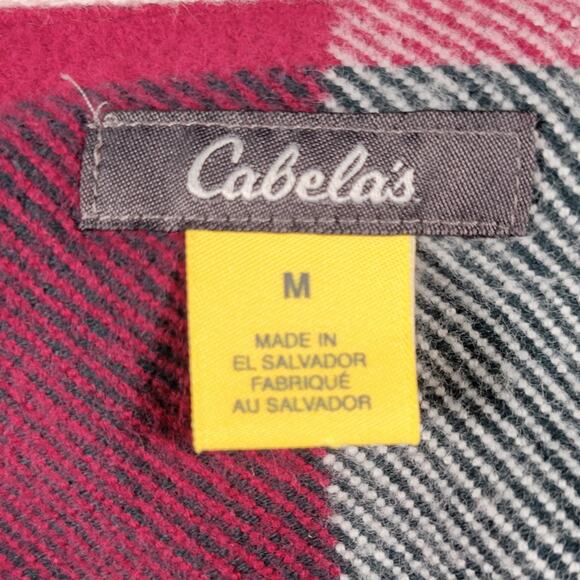 Cabela's
M
MADE IN
EL SALVADOR
FABRIQUÉ
AU SALVADOR